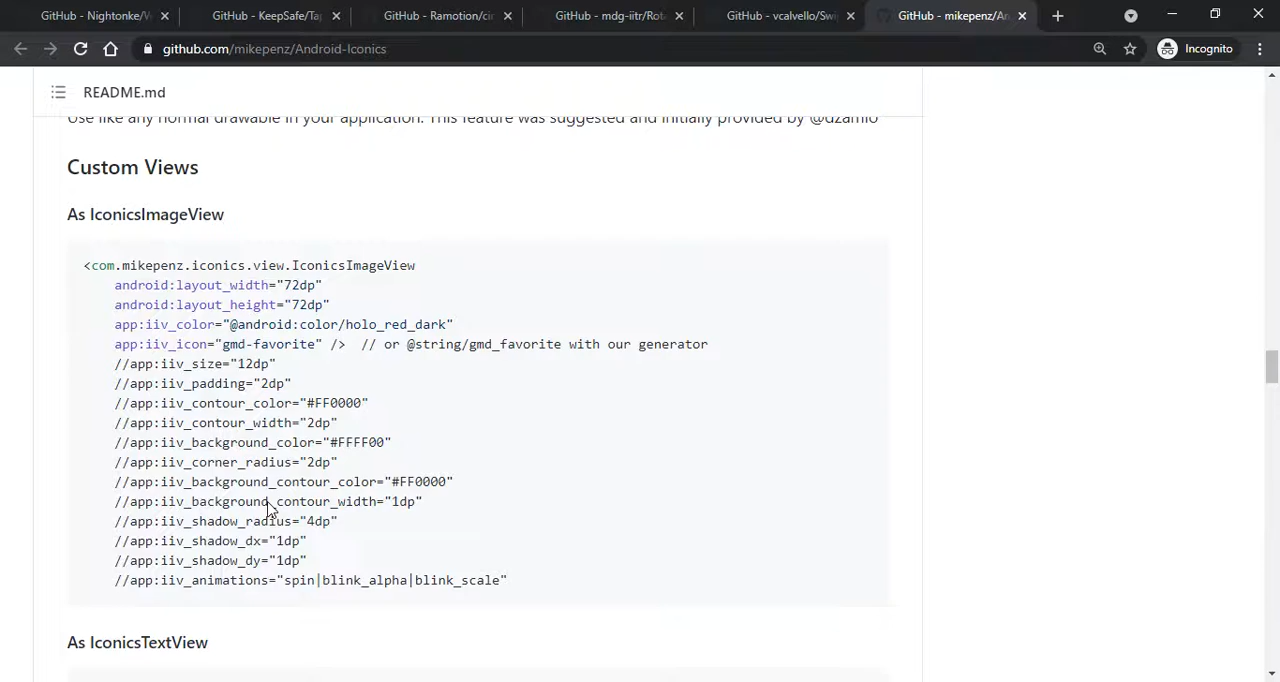 GitHub - Nightonke/V
GitHub - KeepSafe/Ta
GitHub - Ramotion/cir
GitHub - mdg-iitr/Rot
GitHub - vcalvello/Swi
GitHub - mikepenz/An
github.com/mikepenz/Android-Iconics
Incognito
README.md
Use like any normal drawable in your application. This feature was suggested and initially provided by @dzamlo
Custom Views
As IconicsImageView
<com.mikepenz.iconics.view.IconicsImageView
android:layout_width="72dp"
android:layout_height="72dp"
app:iiv_color="@android:color/holo_red_dark"
app:iiv_icon="gmd-favorite" />  // or @string/gmd_favorite with our generator
//app:iiv_size="12dp"
//app:iiv_padding="2dp"
//app:iiv_contour_color="#FF0000"
//app:iiv_contour_width="2dp"
//app:iiv_background_color="#FFFF00"
//app:iiv_corner_radius="2dp"
//app:iiv_background_contour_color="#FF0000"
//app:iiv_background_contour_width="1dp"
//app:iiv_shadow_radius="4dp"
//app:iiv_shadow_dx="1dp"
//app:iiv_shadow_dy="1dp"
//app:iiv_animations="spin|blink_alpha|blink_scale"
As IconicsTextView